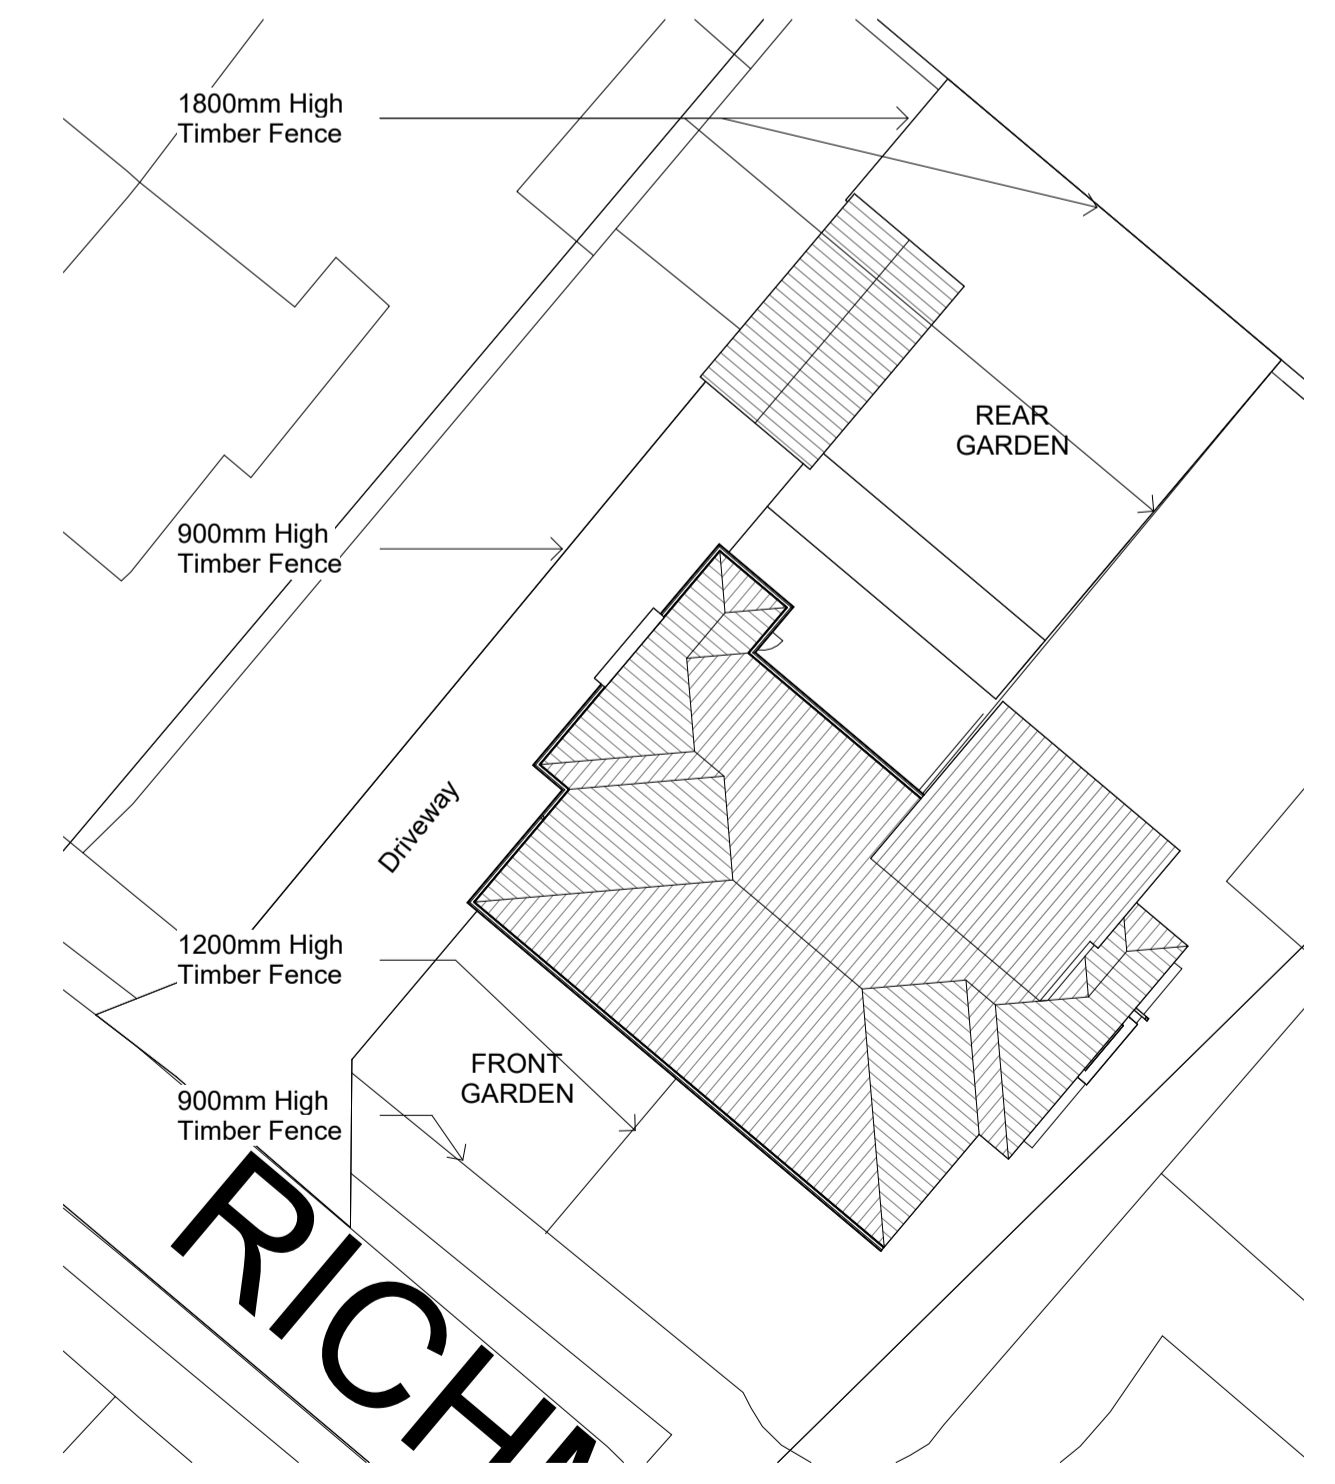 1800mm High
Timber Fence
REAR
GARDEN
900mm High
Timber Fence
Driveway
1200mm High
Timber Fence
FRONT
GARDEN
900mm High
Timber Fence
RICH